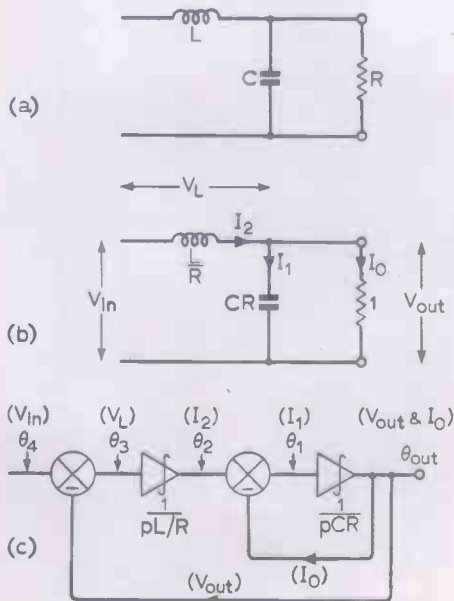 L
C
R
(a)
V_L
L/R
I_2
I_1
I_0
V_in
CR
1
V_out
(b)
(V_in) (V_L) (I_2) (I_1) (V_out & I_0)
θ_4 θ_3 θ_2 θ_1 θ_out
− −
1/pL/R 1/pCR
(c)
(I_0)
(V_out)